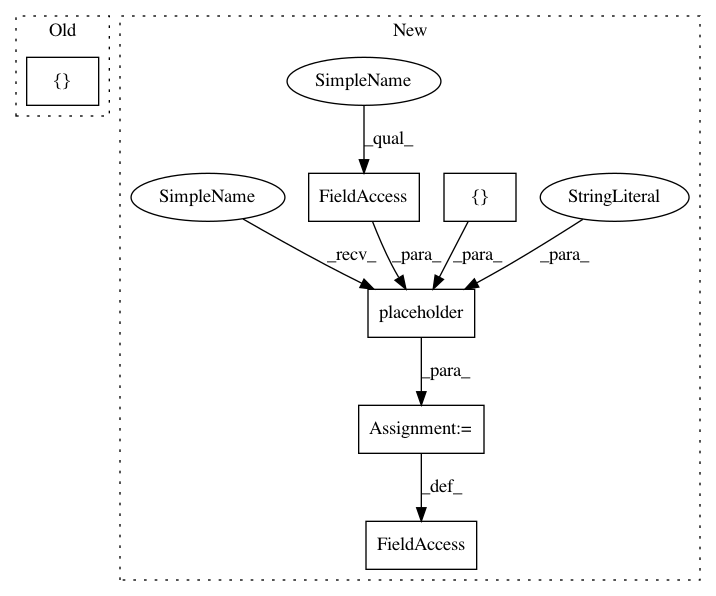 Old
New
{}
SimpleName
_qual_
SimpleName
FieldAccess
{}
StringLiteral
_recv_
_para_
_para_
_para_
placeholder
_para_
Assignment:=
_def_
FieldAccess